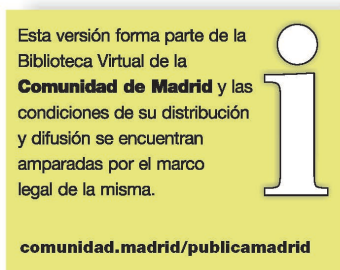 Esta versión forma parte de la
Biblioteca Virtual de la
Comunidad de Madrid y las
condiciones de su distribución
y difusión se encuentran
amparadas por el marco
legal de la misma.
i
comunidad.madrid/publicamadrid